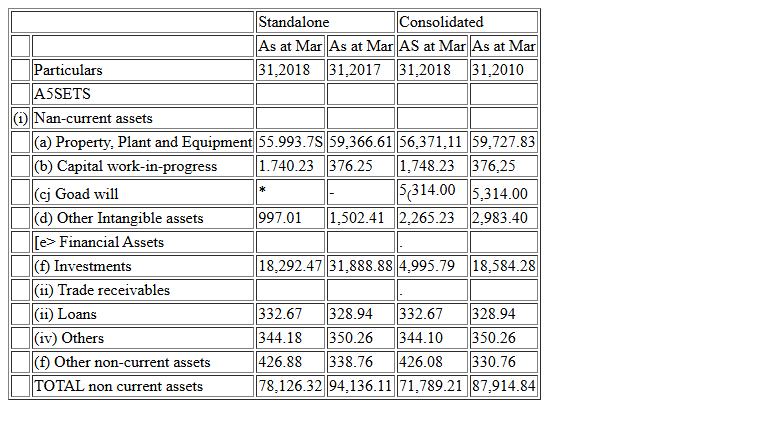 Standalone Consolidated
As at Mar As at Mar AS at Mar As at Mar
Particulars 31,2018 31,2017 31,2018 31,2010
A5SETS
(i) Nan-current assets
(a) Property, Plant and Equipment 55.993.7S 59,366.61 56,371,11 59,727.83
(b) Capital work-in-progress 1.740.23 376.25 1,748.23 376,25
(cj Goad will * - 5(314.00 5,314.00
(d) Other Intangible assets 997.01 1,502.41 2,265.23 2,983.40
[e> Financial Assets .
(f) Investments 18,292.47 31,888.88 4,995.79 18,584.28
(ii) Trade receivables .
(ii) Loans 332.67 328.94 332.67 328.94
(iv) Others 344.18 350.26 344.10 350.26
(f) Other non-current assets 426.88 338.76 426.08 330.76
TOTAL non current assets 78,126.32 94,136.11 71,789.21 87,914.84